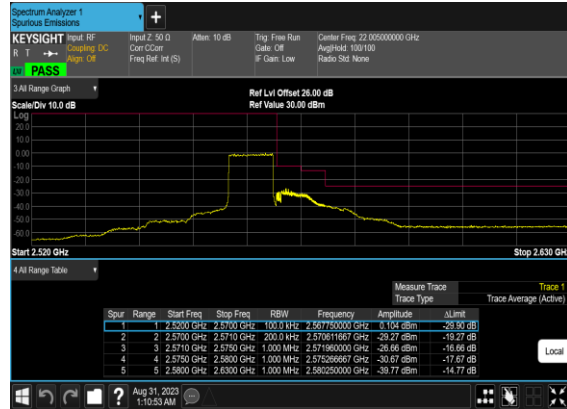 Spectrum Analyzer 1
Spurious Emissions
KEYSIGHT Input: RF Input Z: 50 Ω Atten: 10 dB Trig: Free Run Center Freq: 22.005000000 GHz
R T Coupling: DC Corr CCorr Gate: Off Avg|Hold: 100/100
Align: Off Freq Ref: Int (S) IF Gain: Low Radio Std: None
LW PASS
3 All Range Graph
Ref Lvl Offset 26.00 dB
Scale/Div 10.0 dB Ref Value 30.00 dBm
Log
20.0
10.0
0.00
-10.0
-20.0
-30.0
-40.0
-50.0
-60.0
Start 2.520 GHz Stop 2.630 GH
4 All Range Table
Measure Trace Trace 1
Trace Type Trace Average (Active)
Spur Range Start Freq Stop Freq RBW Frequency Amplitude ΔLimit
1 1 2.5200 GHz 2.5700 GHz 100.0 kHz 2.567750000 GHz 0.104 dBm -29.90 dB
2 2 2.5700 GHz 2.5710 GHz 200.0 kHz 2.570611667 GHz -29.27 dBm -19.27 dB
3 3 2.5710 GHz 2.5750 GHz 1.000 MHz 2.571960000 GHz -26.66 dBm -16.66 dB
4 4 2.5750 GHz 2.5800 GHz 1.000 MHz 2.575266667 GHz -30.67 dBm -17.67 dB
5 5 2.5800 GHz 2.6300 GHz 1.000 MHz 2.580250000 GHz -39.77 dBm -14.77 dB
Local
Aug 31, 2023
1:10:53 AM